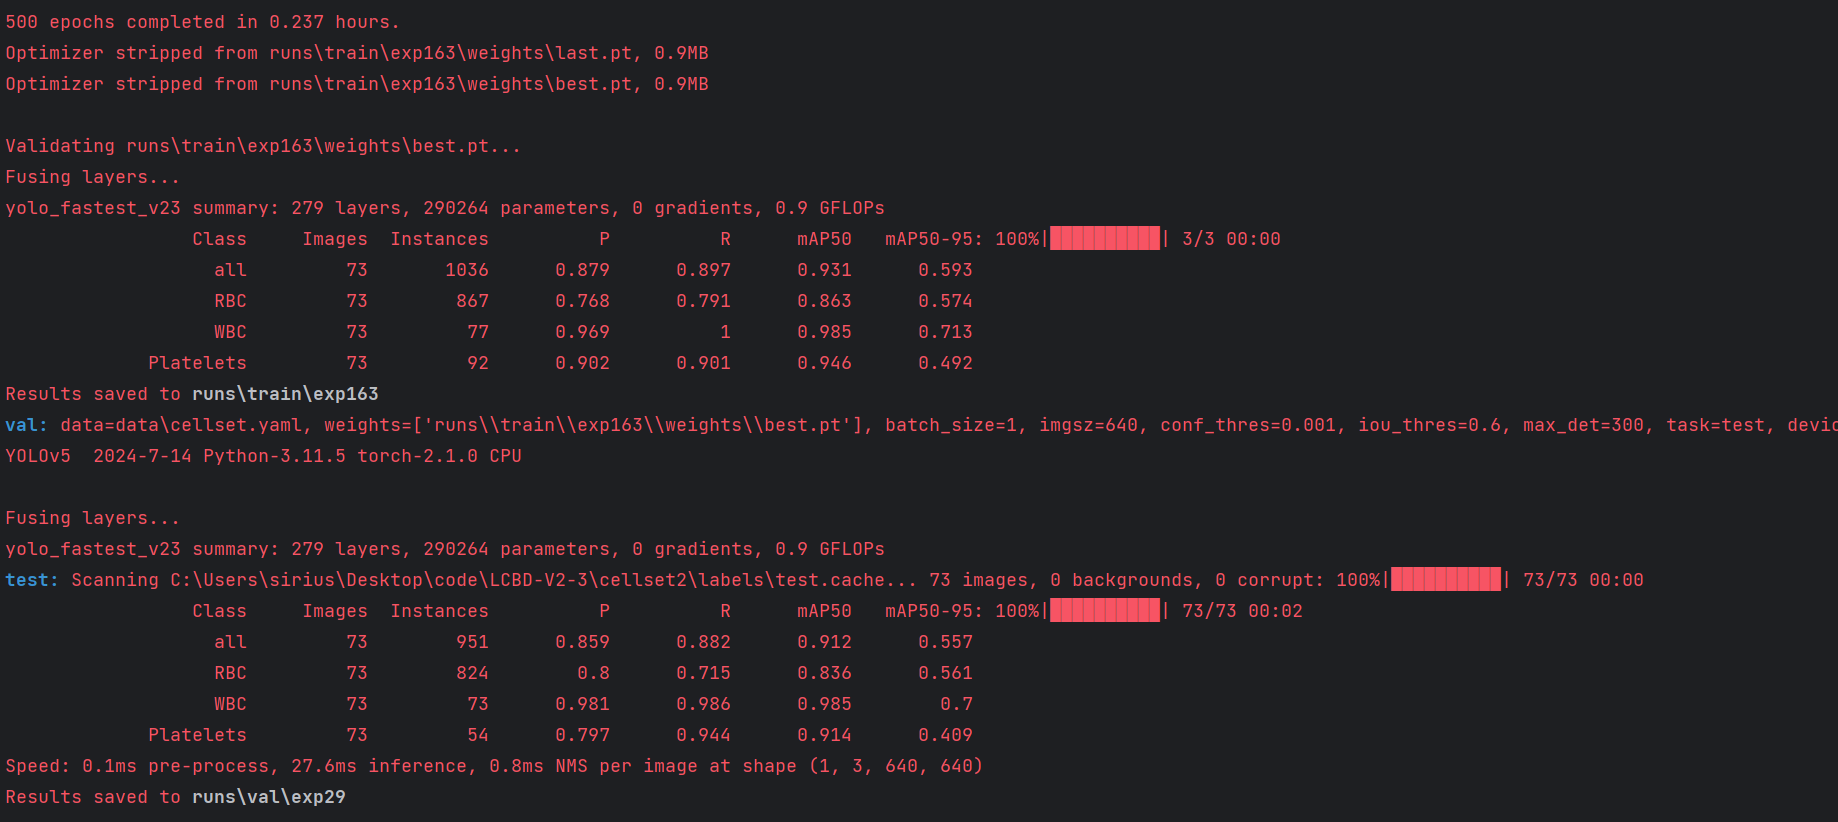 500 epochs completed in 0.237 hours.
Optimizer stripped from runs\train\exp163\weights\last.pt, 0.9MB
Optimizer stripped from runs\train\exp163\weights\best.pt, 0.9MB
Validating runs\train\exp163\weights\best.pt...
Fusing layers...
yolo_fastest_v23 summary: 279 layers, 290264 parameters, 0 gradients, 0.9 GFLOPs
Class Images Instances P R mAP50 mAP50-95: 100%|██████████| 3/3 00:00
all 73 1036 0.879 0.897 0.931 0.593
RBC 73 867 0.768 0.791 0.863 0.574
WBC 73 77 0.969 1 0.985 0.713
Platelets 73 92 0.902 0.901 0.946 0.492
Results saved to runs\train\exp163
val: data=data\cellset.yaml, weights=['runs\\train\\exp163\\weights\\best.pt'], batch_size=1, imgsz=640, conf_thres=0.001, iou_thres=0.6, max_det=300, task=test, devic
YOLOv5 2024-7-14 Python-3.11.5 torch-2.1.0 CPU
Fusing layers...
yolo_fastest_v23 summary: 279 layers, 290264 parameters, 0 gradients, 0.9 GFLOPs
test: Scanning C:\Users\sirius\Desktop\code\LCBD-V2-3\cellset2\labels\test.cache... 73 images, 0 backgrounds, 0 corrupt: 100%|██████████| 73/73 00:00
Class Images Instances P R mAP50 mAP50-95: 100%|██████████| 73/73 00:02
all 73 951 0.859 0.882 0.912 0.557
RBC 73 824 0.8 0.715 0.836 0.561
WBC 73 73 0.981 0.986 0.985 0.7
Platelets 73 54 0.797 0.944 0.914 0.409
Speed: 0.1ms pre-process, 27.6ms inference, 0.8ms NMS per image at shape (1, 3, 640, 640)
Results saved to runs\val\exp29